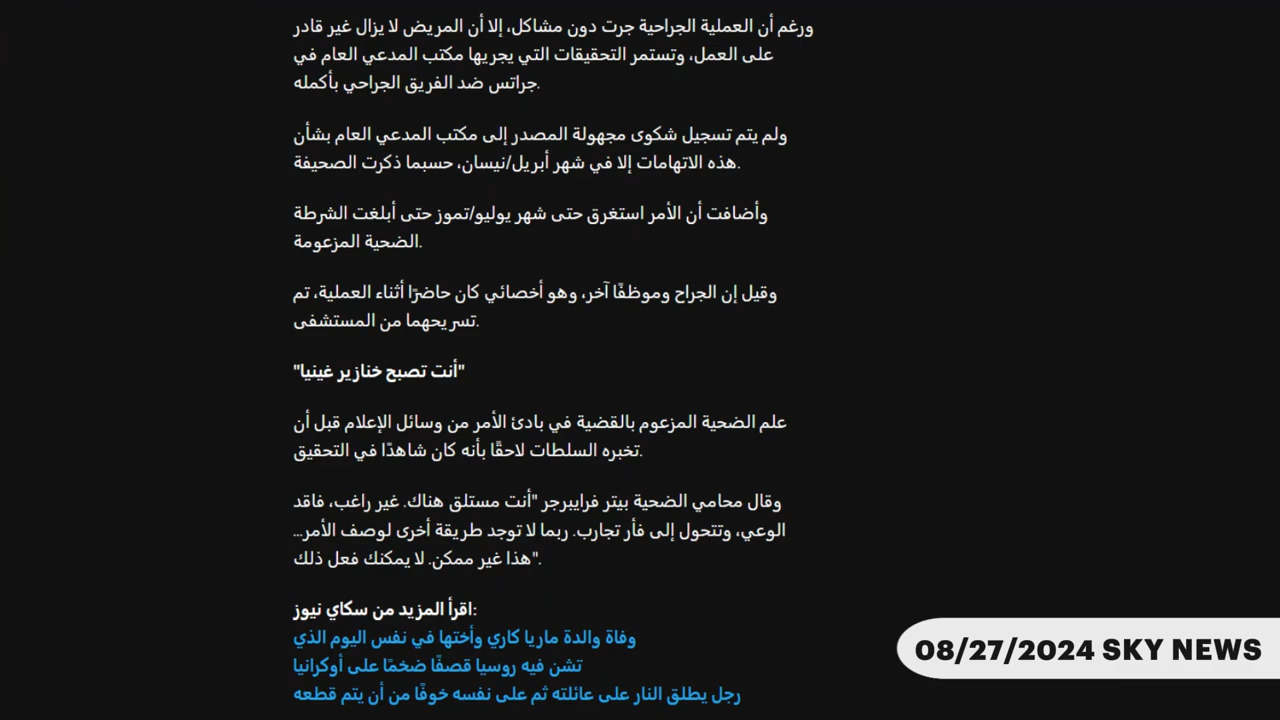 ورغم أن العملية الجراحية جرت دون مشاكل، إلا أن المريض لا يزال غير قادر
على العمل، وتستمر التحقيقات التي يجريها مكتب المدعي العام في
جراتس ضد الفريق الجراحي بأكمله.
ولم يتم تسجيل شكوى مجهولة المصدر إلى مكتب المدعي العام بشأن
هذه الاتهامات إلا في شهر أبريل/نيسان، حسبما ذكرت الصحيفة.
وأضافت أن الأمر استغرق حتى شهر يوليو/تموز حتى أبلغت الشرطة
الضحية المزعومة.
وقيل إن الجراح وموظفًا آخر، وهو أخصائي كان حاضرًا أثناء العملية، تم
تسريحهما من المستشفى.
"أنت تصبح خنازير غينيا"
علم الضحية المزعوم بالقضية في بادئ الأمر من وسائل الإعلام قبل أن
تخبره السلطات لاحقًا بأنه كان شاهدًا في التحقيق.
وقال محامي الضحية بيتر فرايبرجر "أنت مستلق هناك. غير راغب، فاقد
الوعي، وتتحول إلى فأر تجارب. ربما لا توجد طريقة أخرى لوصف الأمر...
هذا غير ممكن. لا يمكنك فعل ذلك".
اقرأ المزيد من سكاي نيوز:
وفاة والدة ماريا كاري وأختها في نفس اليوم الذي
تشن فيه روسيا قصفًا ضخمًا على أوكرانيا
رجل يطلق النار على عائلته ثم على نفسه خوفًا من أن يتم قطعه
08/27/2024 SKY NEWS